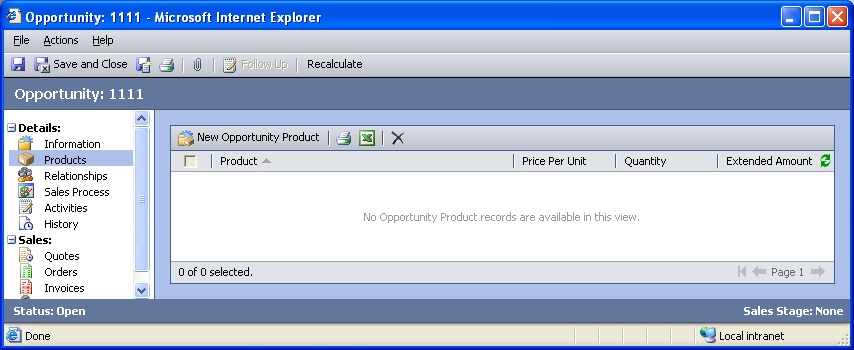 Opportunity: 1111 - Microsoft Internet Explorer
File Actions Help
Save and Close Follow Up Recalculate
Opportunity: 1111
Details:
Information
Products
Relationships
Sales Process
Activities
History
Sales:
Quotes
Orders
Invoices
New Opportunity Product
Product Price Per Unit Quantity Extended Amount
No Opportunity Product records are available in this view.
0 of 0 selected. Page 1
Status: Open Sales Stage: None
Done Local intranet